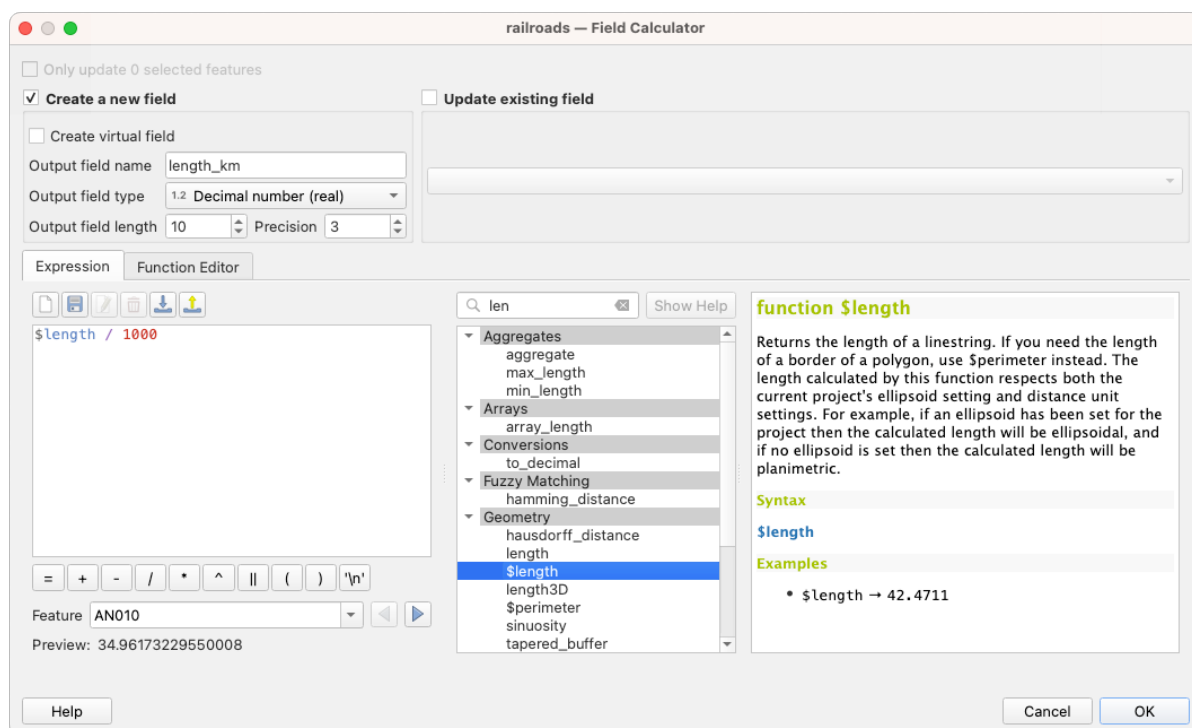 railroads — Field Calculator
Only update 0 selected features
Create a new field
Update existing field
Create virtual field
Output field name length_km
Output field type 1.2 Decimal number (real)
Output field length 10 Precision 3
Expression Function Editor
len
Show Help
$length / 1000
= + - / * ^ || ( ) '\n'
Feature AN010
Preview: 34.96173229550008
Aggregates
aggregate
max_length
min_length
Arrays
array_length
Conversions
to_decimal
Fuzzy Matching
hamming_distance
Geometry
hausdorff_distance
length
$length
length3D
$perimeter
sinuosity
tapered_buffer
function $length
Returns the length of a linestring. If you need the length
of a border of a polygon, use $perimeter instead. The
length calculated by this function respects both the
current project's ellipsoid setting and distance unit
settings. For example, if an ellipsoid has been set for the
project then the calculated length will be ellipsoidal, and
if no ellipsoid is set then the calculated length will be
planimetric.
Syntax
$length
Examples
• $length → 42.4711
Help
Cancel
OK